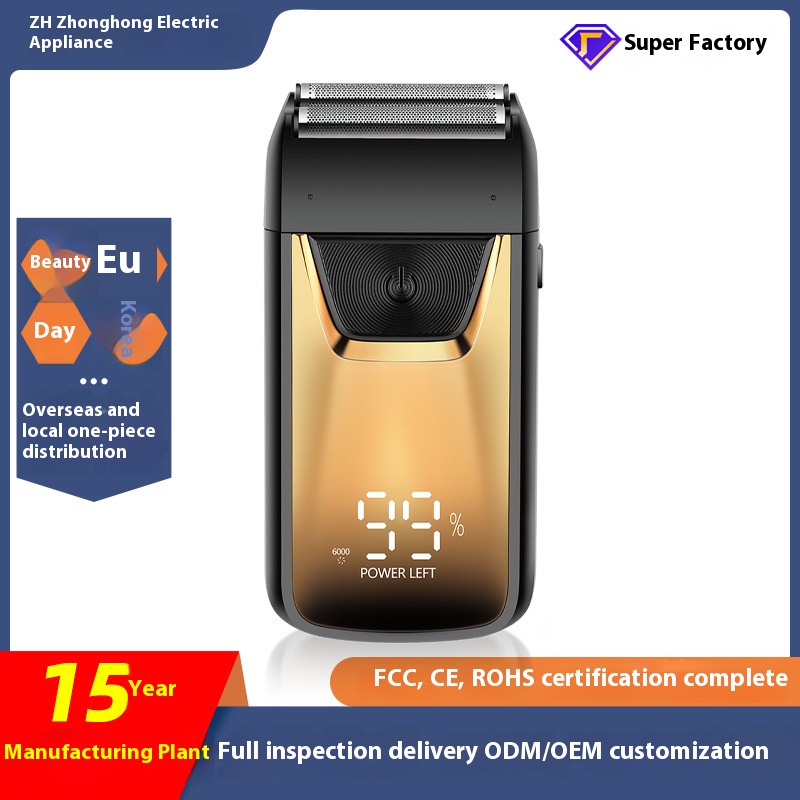 ZH Zhonghong Electric
Appliance
Super Factory
Beauty Eu
Day
Korea
Overseas and
local one-piece
distribution
99%
6000
POWER LEFT
FCC, CE, ROHS certification complete
15 Year
Manufacturing Plant
Full inspection delivery ODM/OEM customization